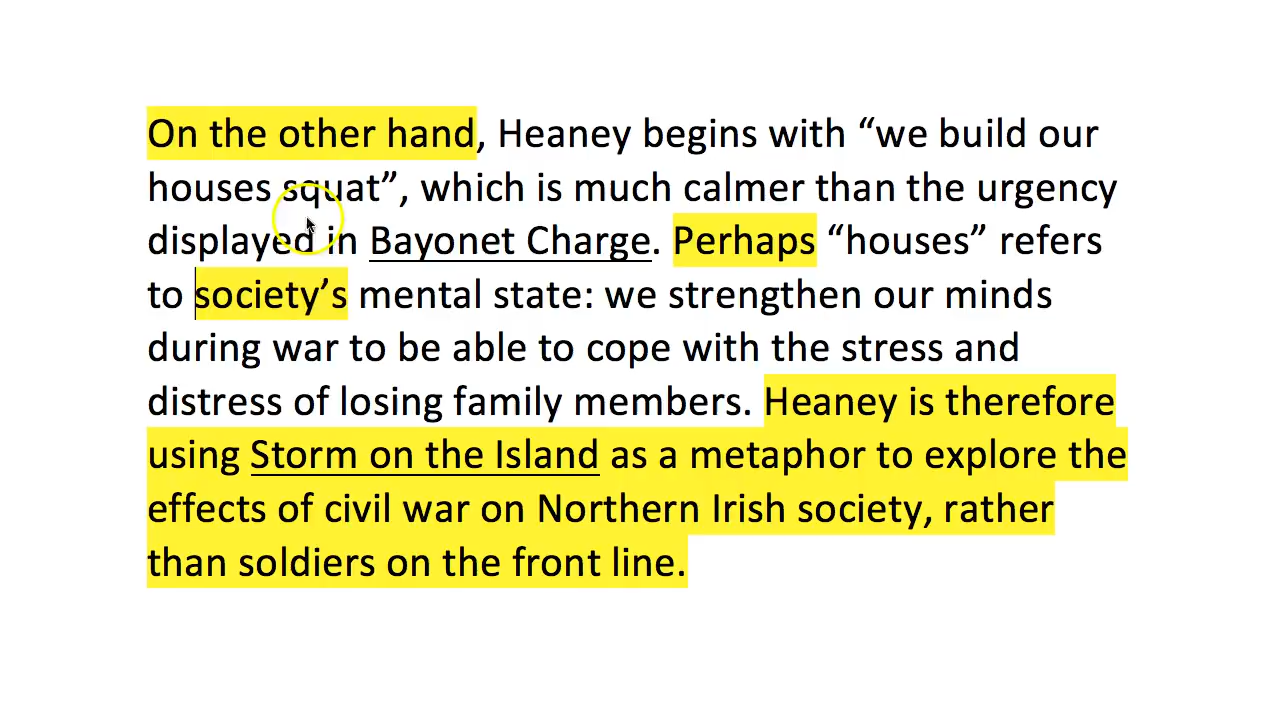 On the other hand, Heaney begins with “we build our
houses squat”, which is much calmer than the urgency
displayed in Bayonet Charge. Perhaps “houses” refers
to society’s mental state: we strengthen our minds
during war to be able to cope with the stress and
distress of losing family members. Heaney is therefore
using Storm on the Island as a metaphor to explore the
effects of civil war on Northern Irish society, rather
than soldiers on the front line.